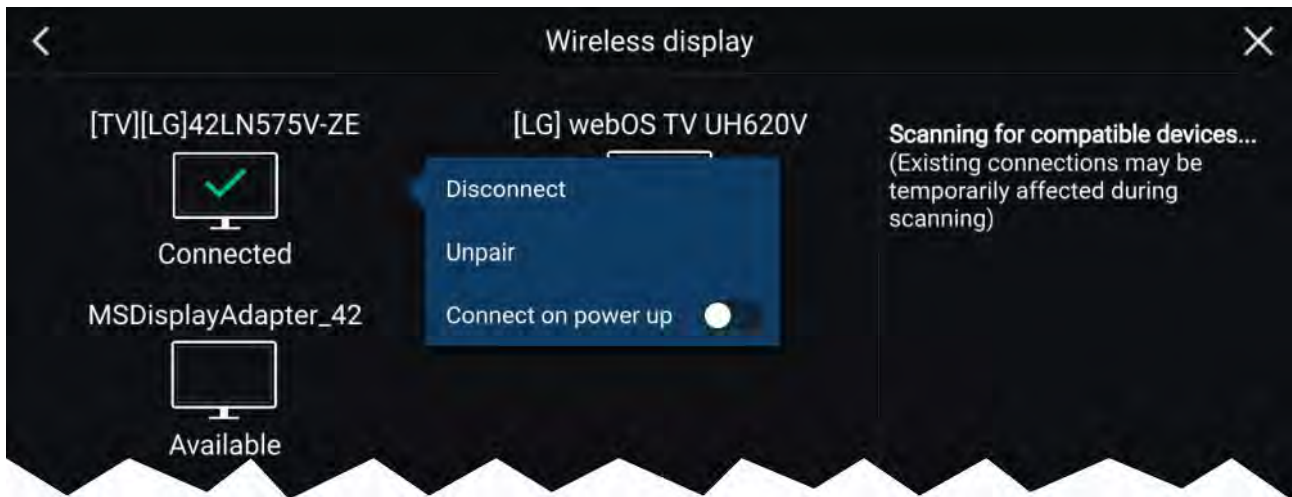 Wireless display
[TV][LG]42LN575V-ZE
Connected
MSDisplayAdapter_42
Available
[LG] webOS TV UH620V
Disconnect
Unpair
Connect on power up
Scanning for compatible devices...
(Existing connections may be
temporarily affected during
scanning)